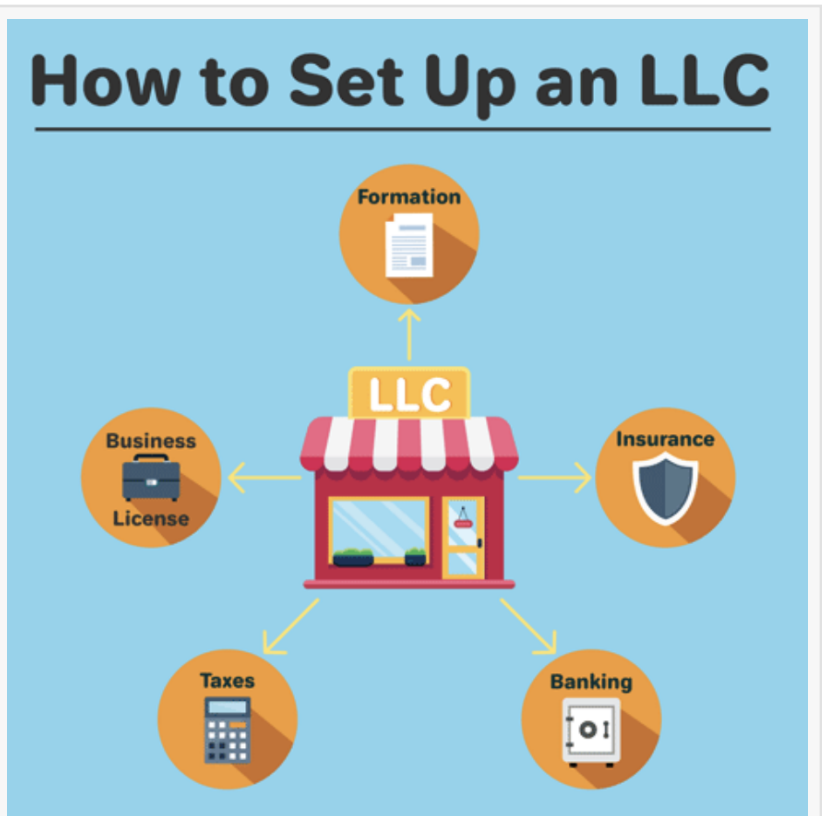 How to Set Up an LLC
Formation
LLC
Business
License
Insurance
Taxes
Banking